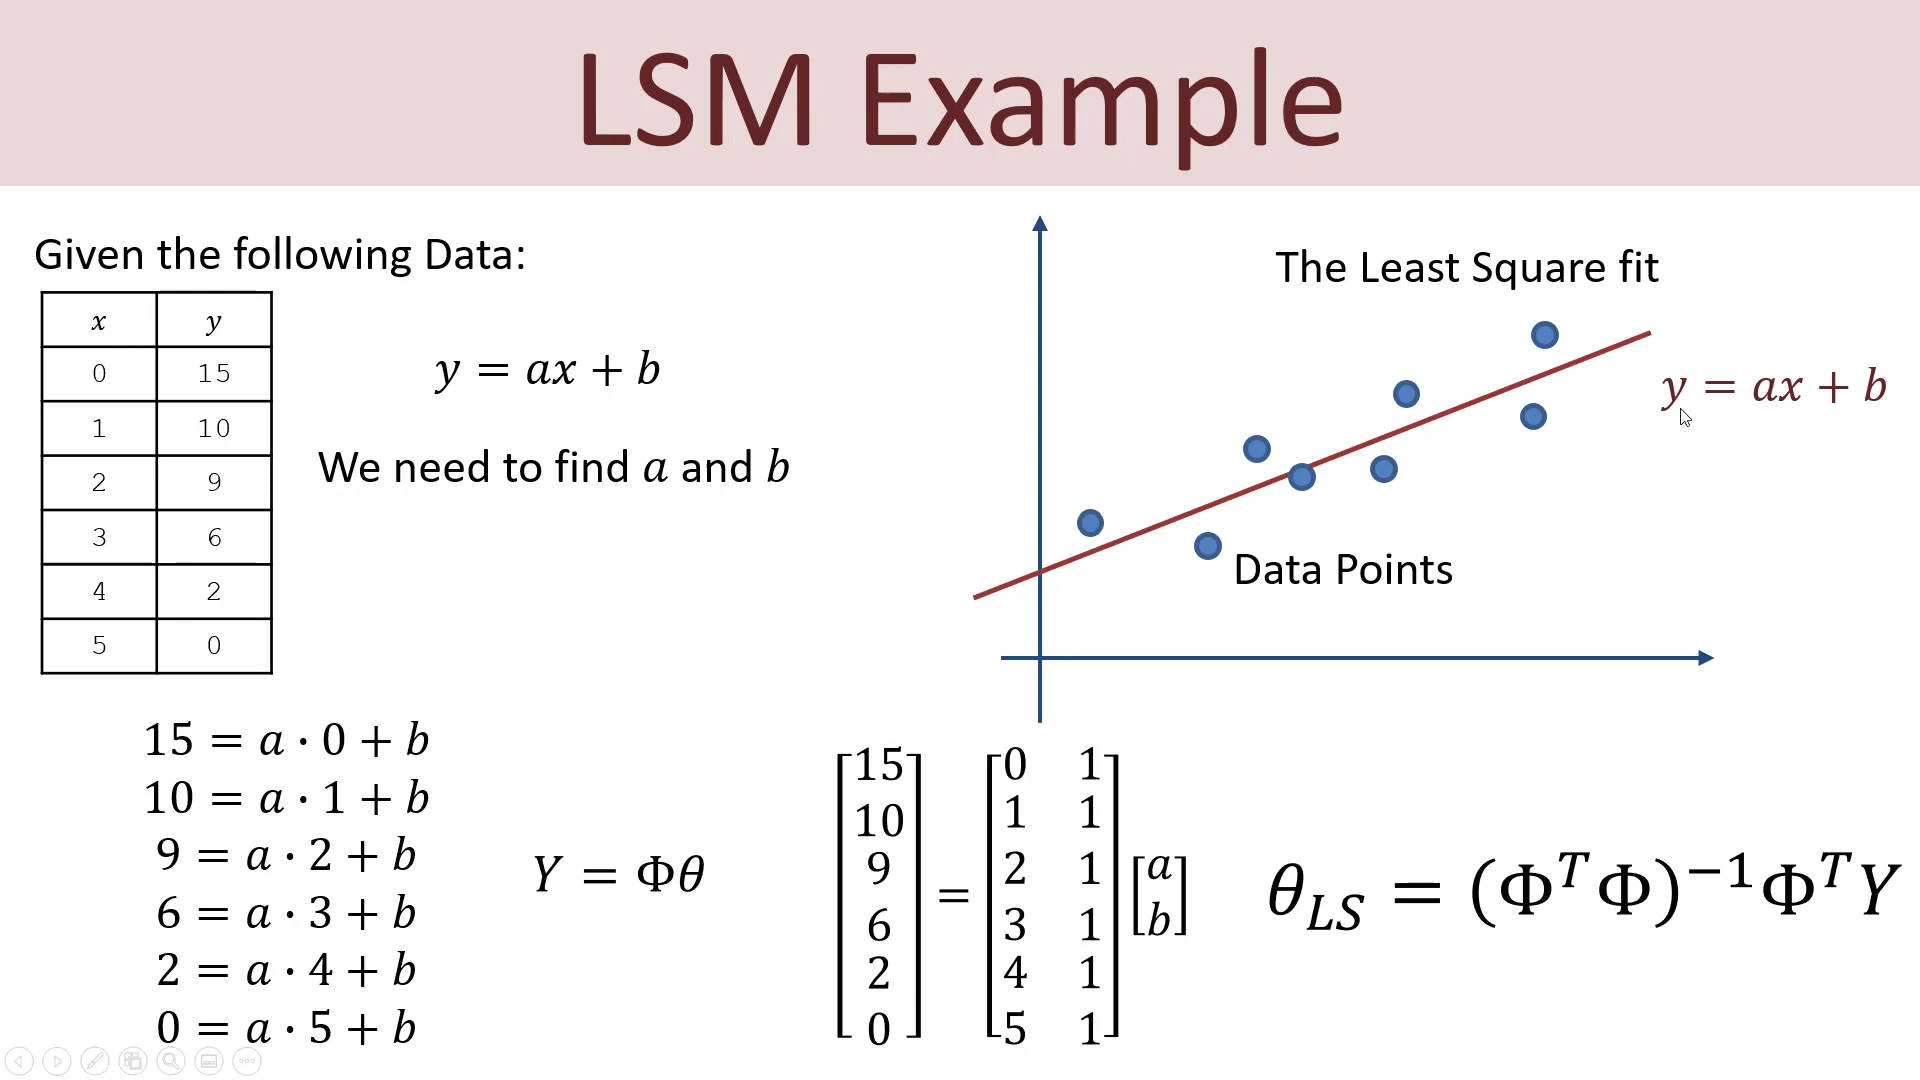 LSM Example
Given the following Data:
x y
0 15
1 10
2 9
3 6
4 2
5 0
y = ax + b
We need to find a and b
The Least Square fit
y = ax + b
Data Points
15 = a · 0 + b
10 = a · 1 + b
9 = a · 2 + b
6 = a · 3 + b
2 = a · 4 + b
0 = a · 5 + b
Y = Φθ
[15 10 9 6 2 0] = [0 1; 1 1; 2 1; 3 1; 4 1; 5 1] [a b]
θ_LS = (Φ^T Φ)^−1 Φ^T Y